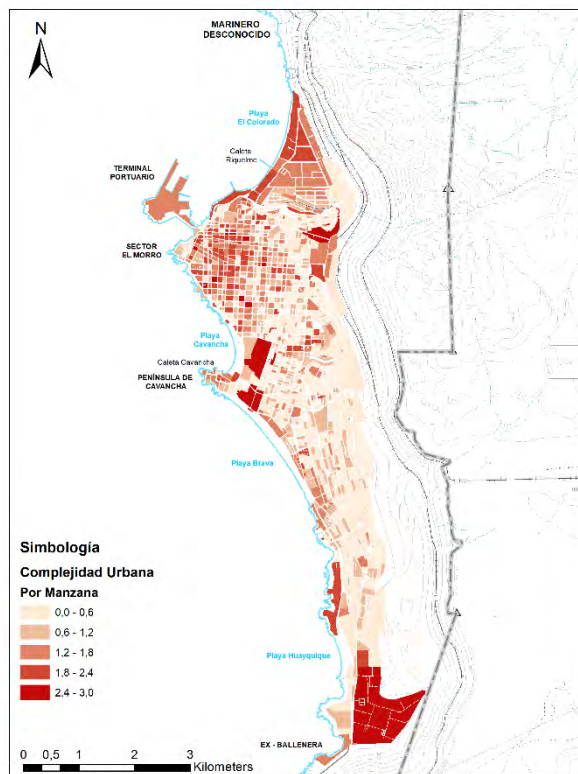 N
MARINERO
DESCONOCIDO
Playa
El Colorado
Caleta
Riquelme
TERMINAL
PORTUARIO
SECTOR
EL MORRO
Playa
Cavancha
Caleta Cavancha
PENÍNSULA DE
CAVANCHA
Playa Brava
Simbología
Complejidad Urbana
Por Manzana
0,0 - 0,6
0,6 - 1,2
1,2 - 1,8
1,8 - 2,4
2,4 - 3,0
Playa Huayquique
EX - BALLENERA
0 0,5 1 2 3
Kilometers